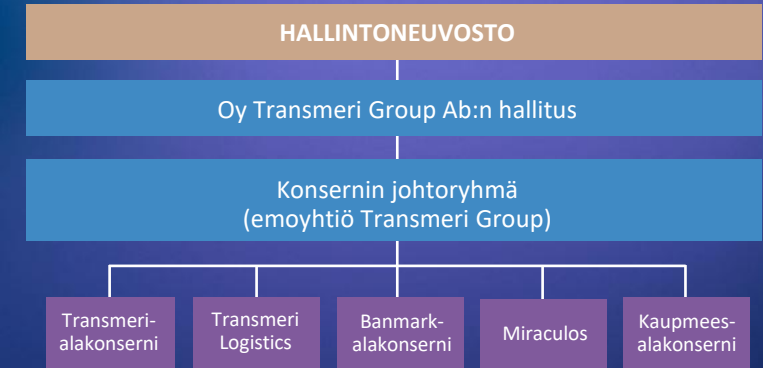 HALLINTONEUVOSTO
Oy Transmeri Group Ab:n hallitus
Konsernin johtoryhmä
(emoyhtiö Transmeri Group)
Transmeri-
alakonserni
Transmeri
Logistics
Banmark-
alakonserni
Miraculos
Kaupmees-
alakonserni